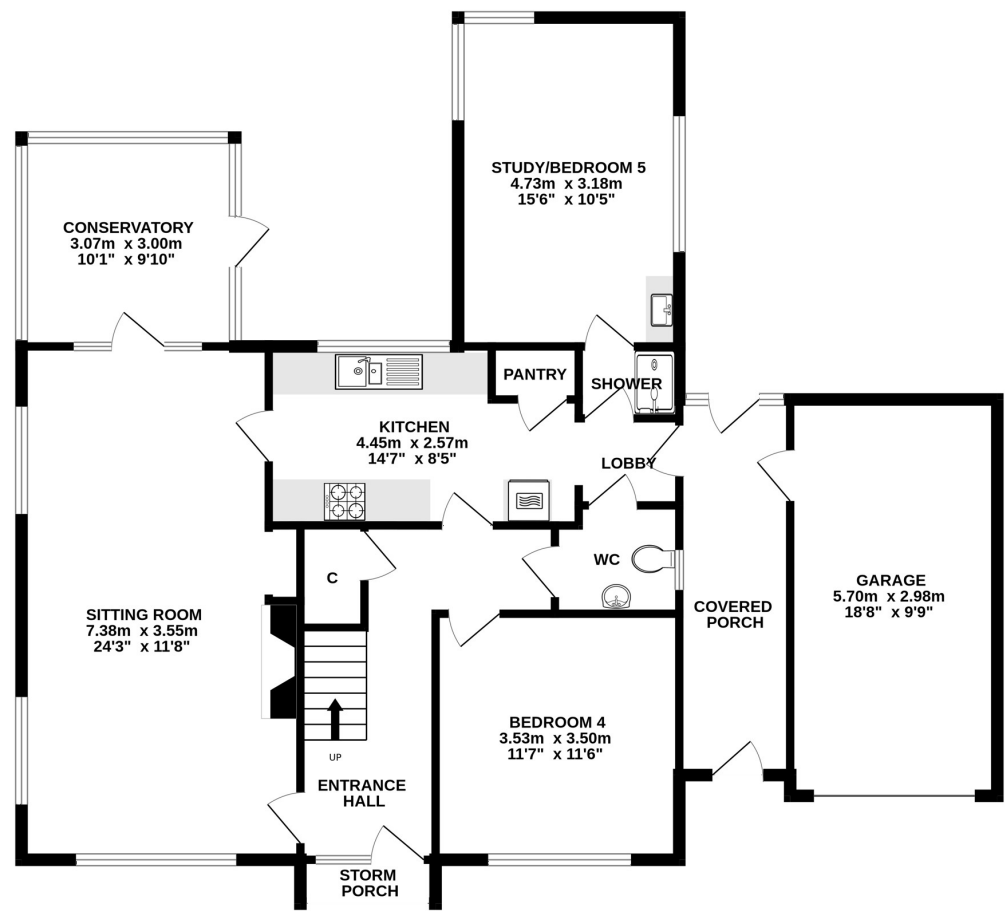 STUDY/BEDROOM 5
4.73m x 3.18m
15'6" x 10'5"
CONSERVATORY
3.07m x 3.00m
10'1" x 9'10"
PANTRY
SHOWER
KITCHEN
4.45m x 2.57m
14'7" x 8'5"
LOBBY
C
WC
SITTING ROOM
7.38m x 3.55m
24'3" x 11'8"
COVERED
PORCH
GARAGE
5.70m x 2.98m
18'8" x 9'9"
BEDROOM 4
3.53m x 3.50m
11'7" x 11'6"
UP
ENTRANCE
HALL
STORM
PORCH